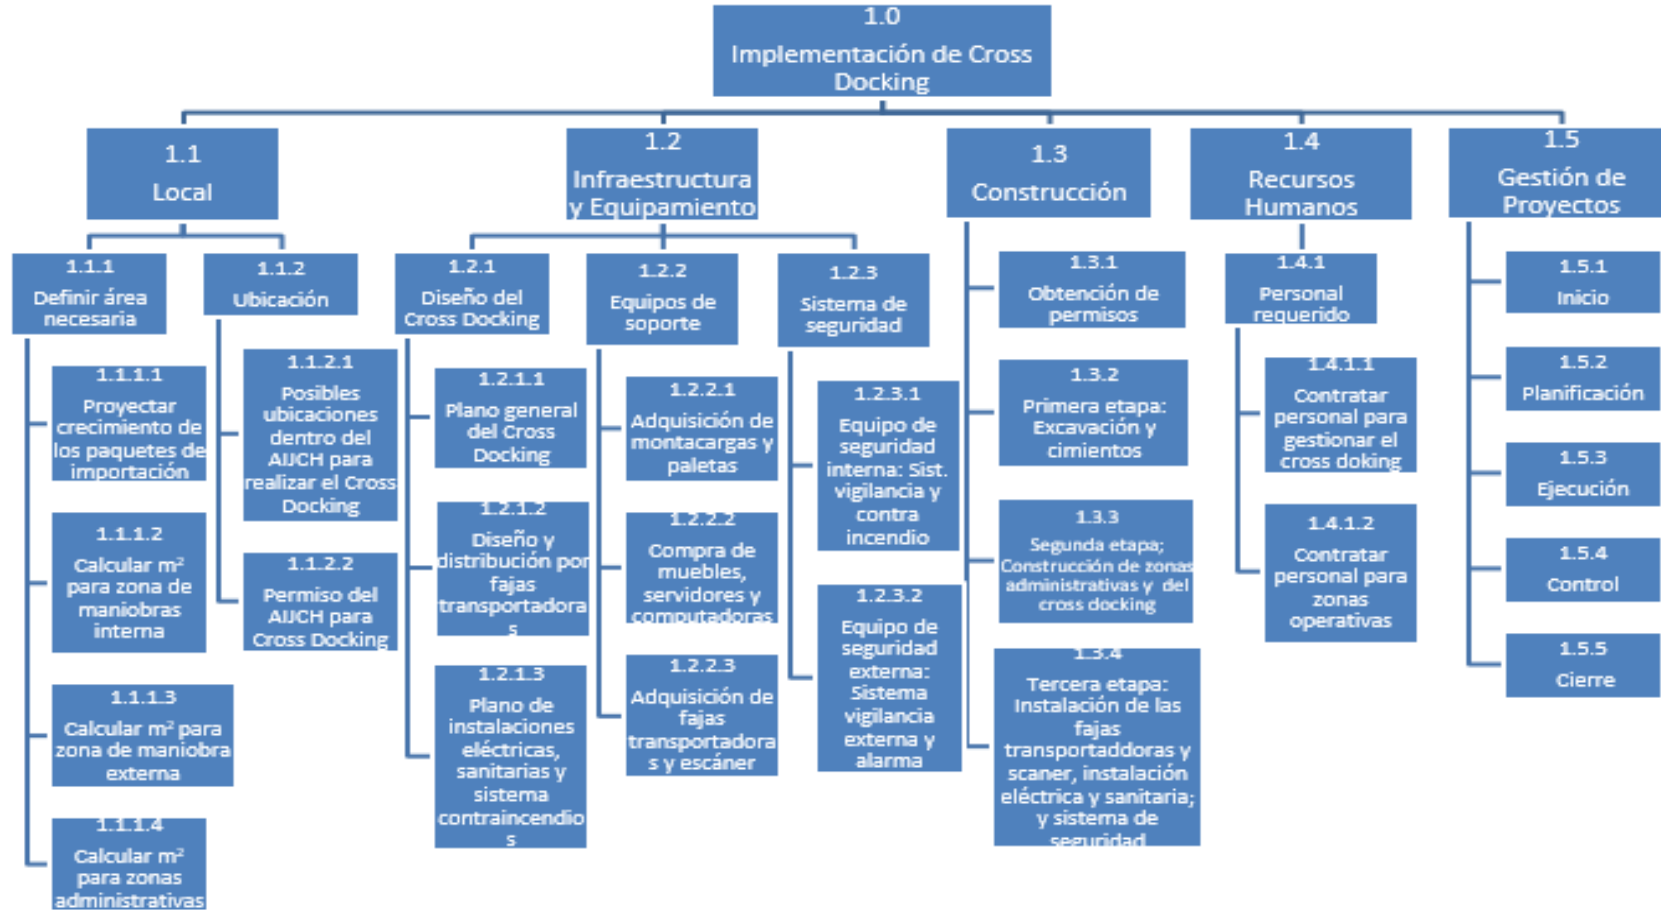 1.0
Implementación de Cross
Docking
1.1
Local
1.2
Infraestructura
y Equipamiento
1.3
Construcción
1.4
Recursos
Humanos
1.5
Gestión de
Proyectos
1.1.1
Definir área
necesaria
1.1.1.1
Proyectar
crecimiento de
los paquetes de
importación
1.1.1.2
Calcular m² para
zona de
maniobras
interna
1.1.1.3
Calcular m² para
zona de maniobra
externa
1.1.1.4
Calcular m²
para zonas
administrativas
1.1.2
Ubicación
1.1.2.1
Posibles
ubicaciones
dentro del
AIJCH para
realizar el Cross
Docking
1.1.2.2
Permiso del
AIJCH para
Cross Docking
1.2.1
Diseño del
Cross Docking
1.2.1.1
Plano general
del Cross
Docking
1.2.1.2
Diseño y
distribución por
fajas
transportadora
s
1.2.1.3
Plano de
instalaciones
eléctricas,
sanitarias y
sistema
contraincendio
s
1.2.2
Equipos de
soporte
1.2.2.1
Adquisición de
montacargas y
paletas
1.2.2.2
Compra de
muebles,
servidores y
computadoras
1.2.2.3
Adquisición de
fajas
transportadora
s y escáner
1.2.3
Sistema de
seguridad
1.2.3.1
Equipo de
seguridad
interna: Sist.
vigilancia y
contra
incendio
1.2.3.2
Equipo de
seguridad
externa:
Sistema
vigilancia
externa y
alarma
1.3.1
Obtención de
permisos
1.3.2
Primera etapa:
Excavación y
cimientos
1.3.3
Segunda etapa;
Construcción de zonas
administrativas y del
cross docking
1.3.4
Tercera etapa:
Instalación de las
fajas
transportaddoras y
scaner, instalación
eléctrica y sanitaria;
y sistema de
seguridad
1.4.1
Personal
requerido
1.4.1.1
Contratar
personal para
gestionar el
cross doking
1.4.1.2
Contratar
personal para
zonas
operativas
1.5.1
Inicio
1.5.2
Planificación
1.5.3
Ejecución
1.5.4
Control
1.5.5
Cierre